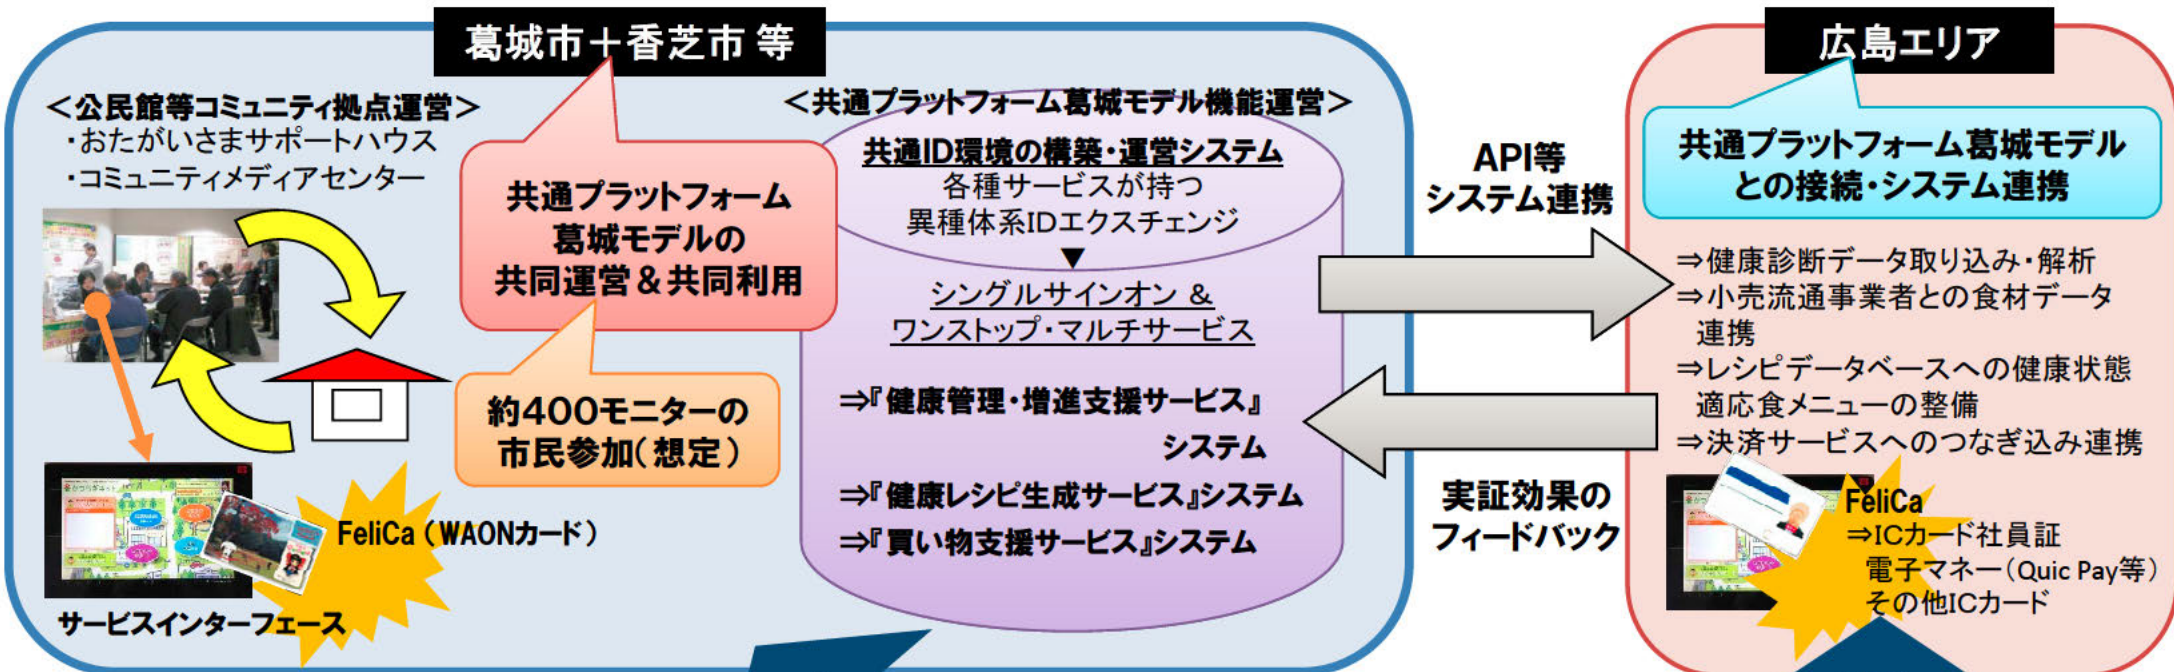 葛城市＋香芝市 等
＜公民館等コミュニティ拠点運営＞
・おたがいさまサポートハウス
・コミュニティメディアセンター
共通プラットフォーム
葛城モデルの
共同運営＆共同利用
約400モニターの
市民参加(想定)
FeliCa（WAONカード）
サービスインターフェース
＜共通プラットフォーム葛城モデル機能運営＞
共通ID環境の構築・運営システム
各種サービスが持つ
異種体系IDエクスチェンジ
▼
シングルサインオン ＆
ワンストップ・マルチサービス
⇒『健康管理・増進支援サービス』
システム
⇒『健康レシピ生成サービス』システム
⇒『買い物支援サービス』システム
API等
システム連携
実証効果の
フィードバック
広島エリア
共通プラットフォーム葛城モデル
との接続・システム連携
⇒健康診断データ取り込み・解析
⇒小売流通事業者との食材データ
連携
⇒レシピデータベースへの健康状態
適応食メニューの整備
⇒決済サービスへのつなぎ込み連携
FeliCa
⇒ICカード社員証
電子マネー（Quic Pay等）
その他ICカード